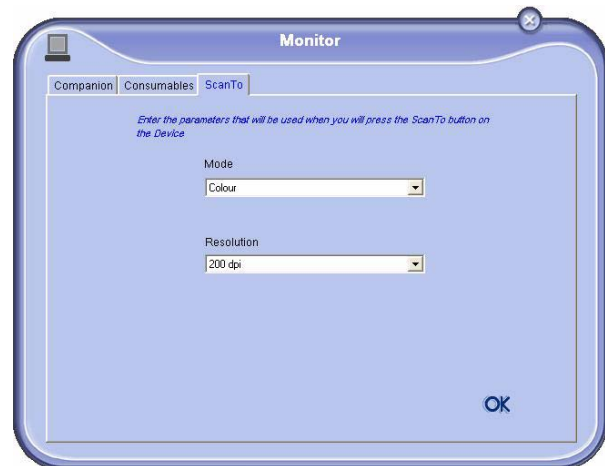 Monitor
Companion Consumables ScanTo
Enter the parameters that will be used when you will press the ScanTo button on
the Device
Mode
Colour
Resolution
200 dpi
OK